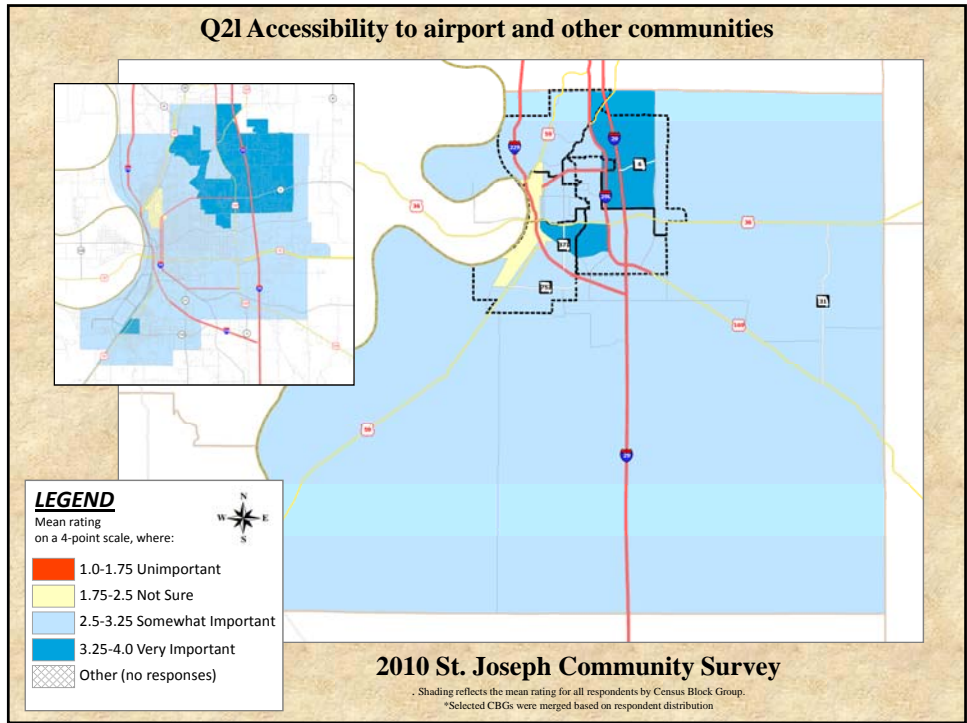 Q2l Accessibility to airport and other communities
229
59
29
6
36
36
371
752
31
169
59
29
LEGEND
Mean rating
on a 4-point scale, where:
N
W E
S
1.0-1.75 Unimportant
1.75-2.5 Not Sure
2.5-3.25 Somewhat Important
3.25-4.0 Very Important
Other (no responses)
2010 St. Joseph Community Survey
. Shading reflects the mean rating for all respondents by Census Block Group.
*Selected CBGs were merged based on respondent distribution